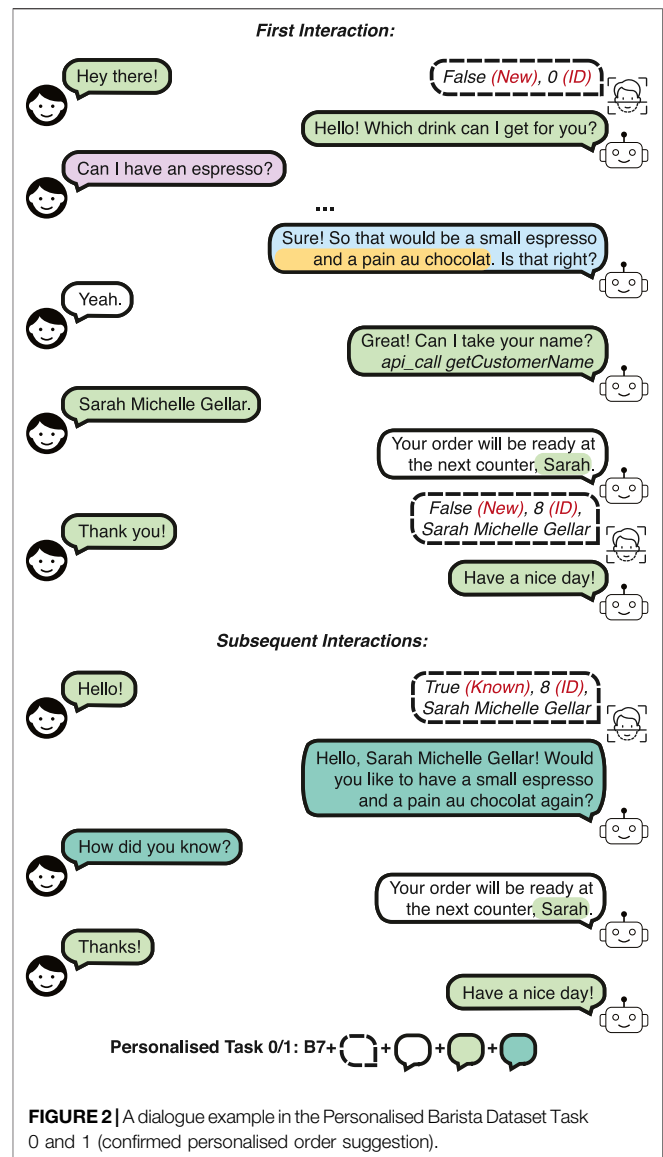 First Interaction:
Hey there!
False (New), 0 (ID)
Hello! Which drink can I get for you?
Can I have an espresso?
...
Sure! So that would be a small espresso
and a pain au chocolat. Is that right?
Yeah.
Great! Can I take your name?
api_call getCustomerName
Sarah Michelle Gellar.
Your order will be ready at
the next counter, Sarah.
False (New), 8 (ID),
Sarah Michelle Gellar
Thank you!
Have a nice day!
Subsequent Interactions:
Hello!
True (Known), 8 (ID),
Sarah Michelle Gellar
Hello, Sarah Michelle Gellar! Would
you like to have a small espresso
and a pain au chocolat again?
How did you know?
Your order will be ready at
the next counter, Sarah.
Thanks!
Have a nice day!
Personalised Task 0/1: B7+ + + +
FIGURE 2 | A dialogue example in the Personalised Barista Dataset Task
0 and 1 (confirmed personalised order suggestion).